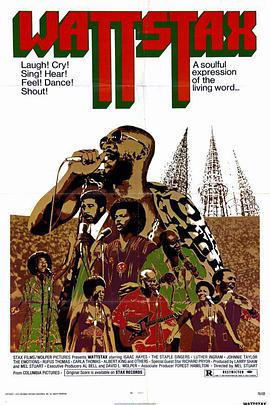 WATTSTAX
Laugh! Cry!
Sing! Hear!
Feel! Dance!
Shout!
A soulful
expression
of the
living word...
STAX FILMS/WOLPER PICTURES Presents WATTSTAX starring ISAAC HAYES • THE STAPLE SINGERS • LUTHER INGRAM • JOHNNIE TAYLOR
THE EMOTIONS • RUFUS THOMAS • CARLA THOMAS • ALBERT KING AND OTHERS • Special Guest Star RICHARD PRYOR • Produced by LARRY SHAW
MEL STUART • Executive Producers AL BELL and DAVID L. WOLPER • Associate Producer FOREST HAMILTON • Directed by MEL STUART
From COLUMBIA PICTURES
Original Score is available on STAX RECORDS
R
RESTRICTED
WATTSTAX